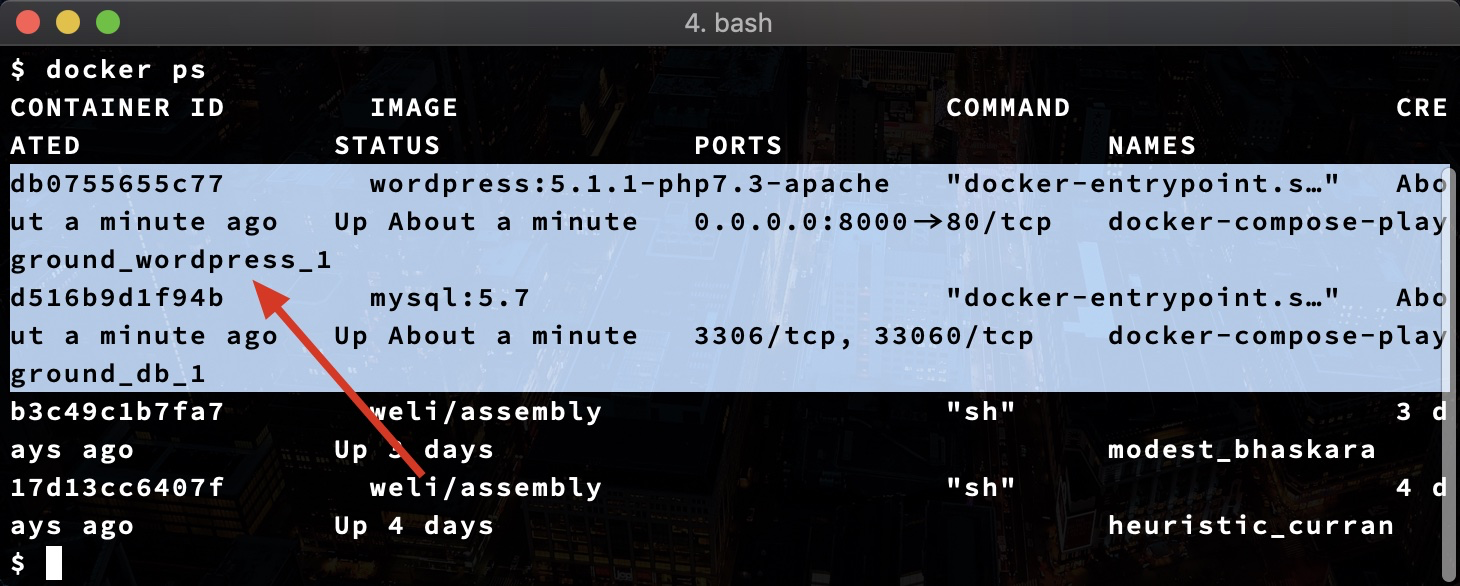 4. bash
$ docker ps
CONTAINER ID        IMAGE                           COMMAND                  CRE
ATED              STATUS              PORTS                  NAMES
db0755655c77        wordpress:5.1.1-php7.3-apache   "docker-entrypoint.s…"   Abo
ut a minute ago   Up About a minute   0.0.0.0:8000->80/tcp   docker-compose-play
ground_wordpress_1
d516b9d1f94b        mysql:5.7                       "docker-entrypoint.s…"   Abo
ut a minute ago   Up About a minute   3306/tcp, 33060/tcp    docker-compose-play
ground_db_1
b3c49c1b7fa7        weli/assembly                   "sh"                     3 d
ays ago           Up 3 days                                  modest_bhaskara
17d13cc6407f        weli/assembly                   "sh"                     4 d
ays ago           Up 4 days                                  heuristic_curran
$